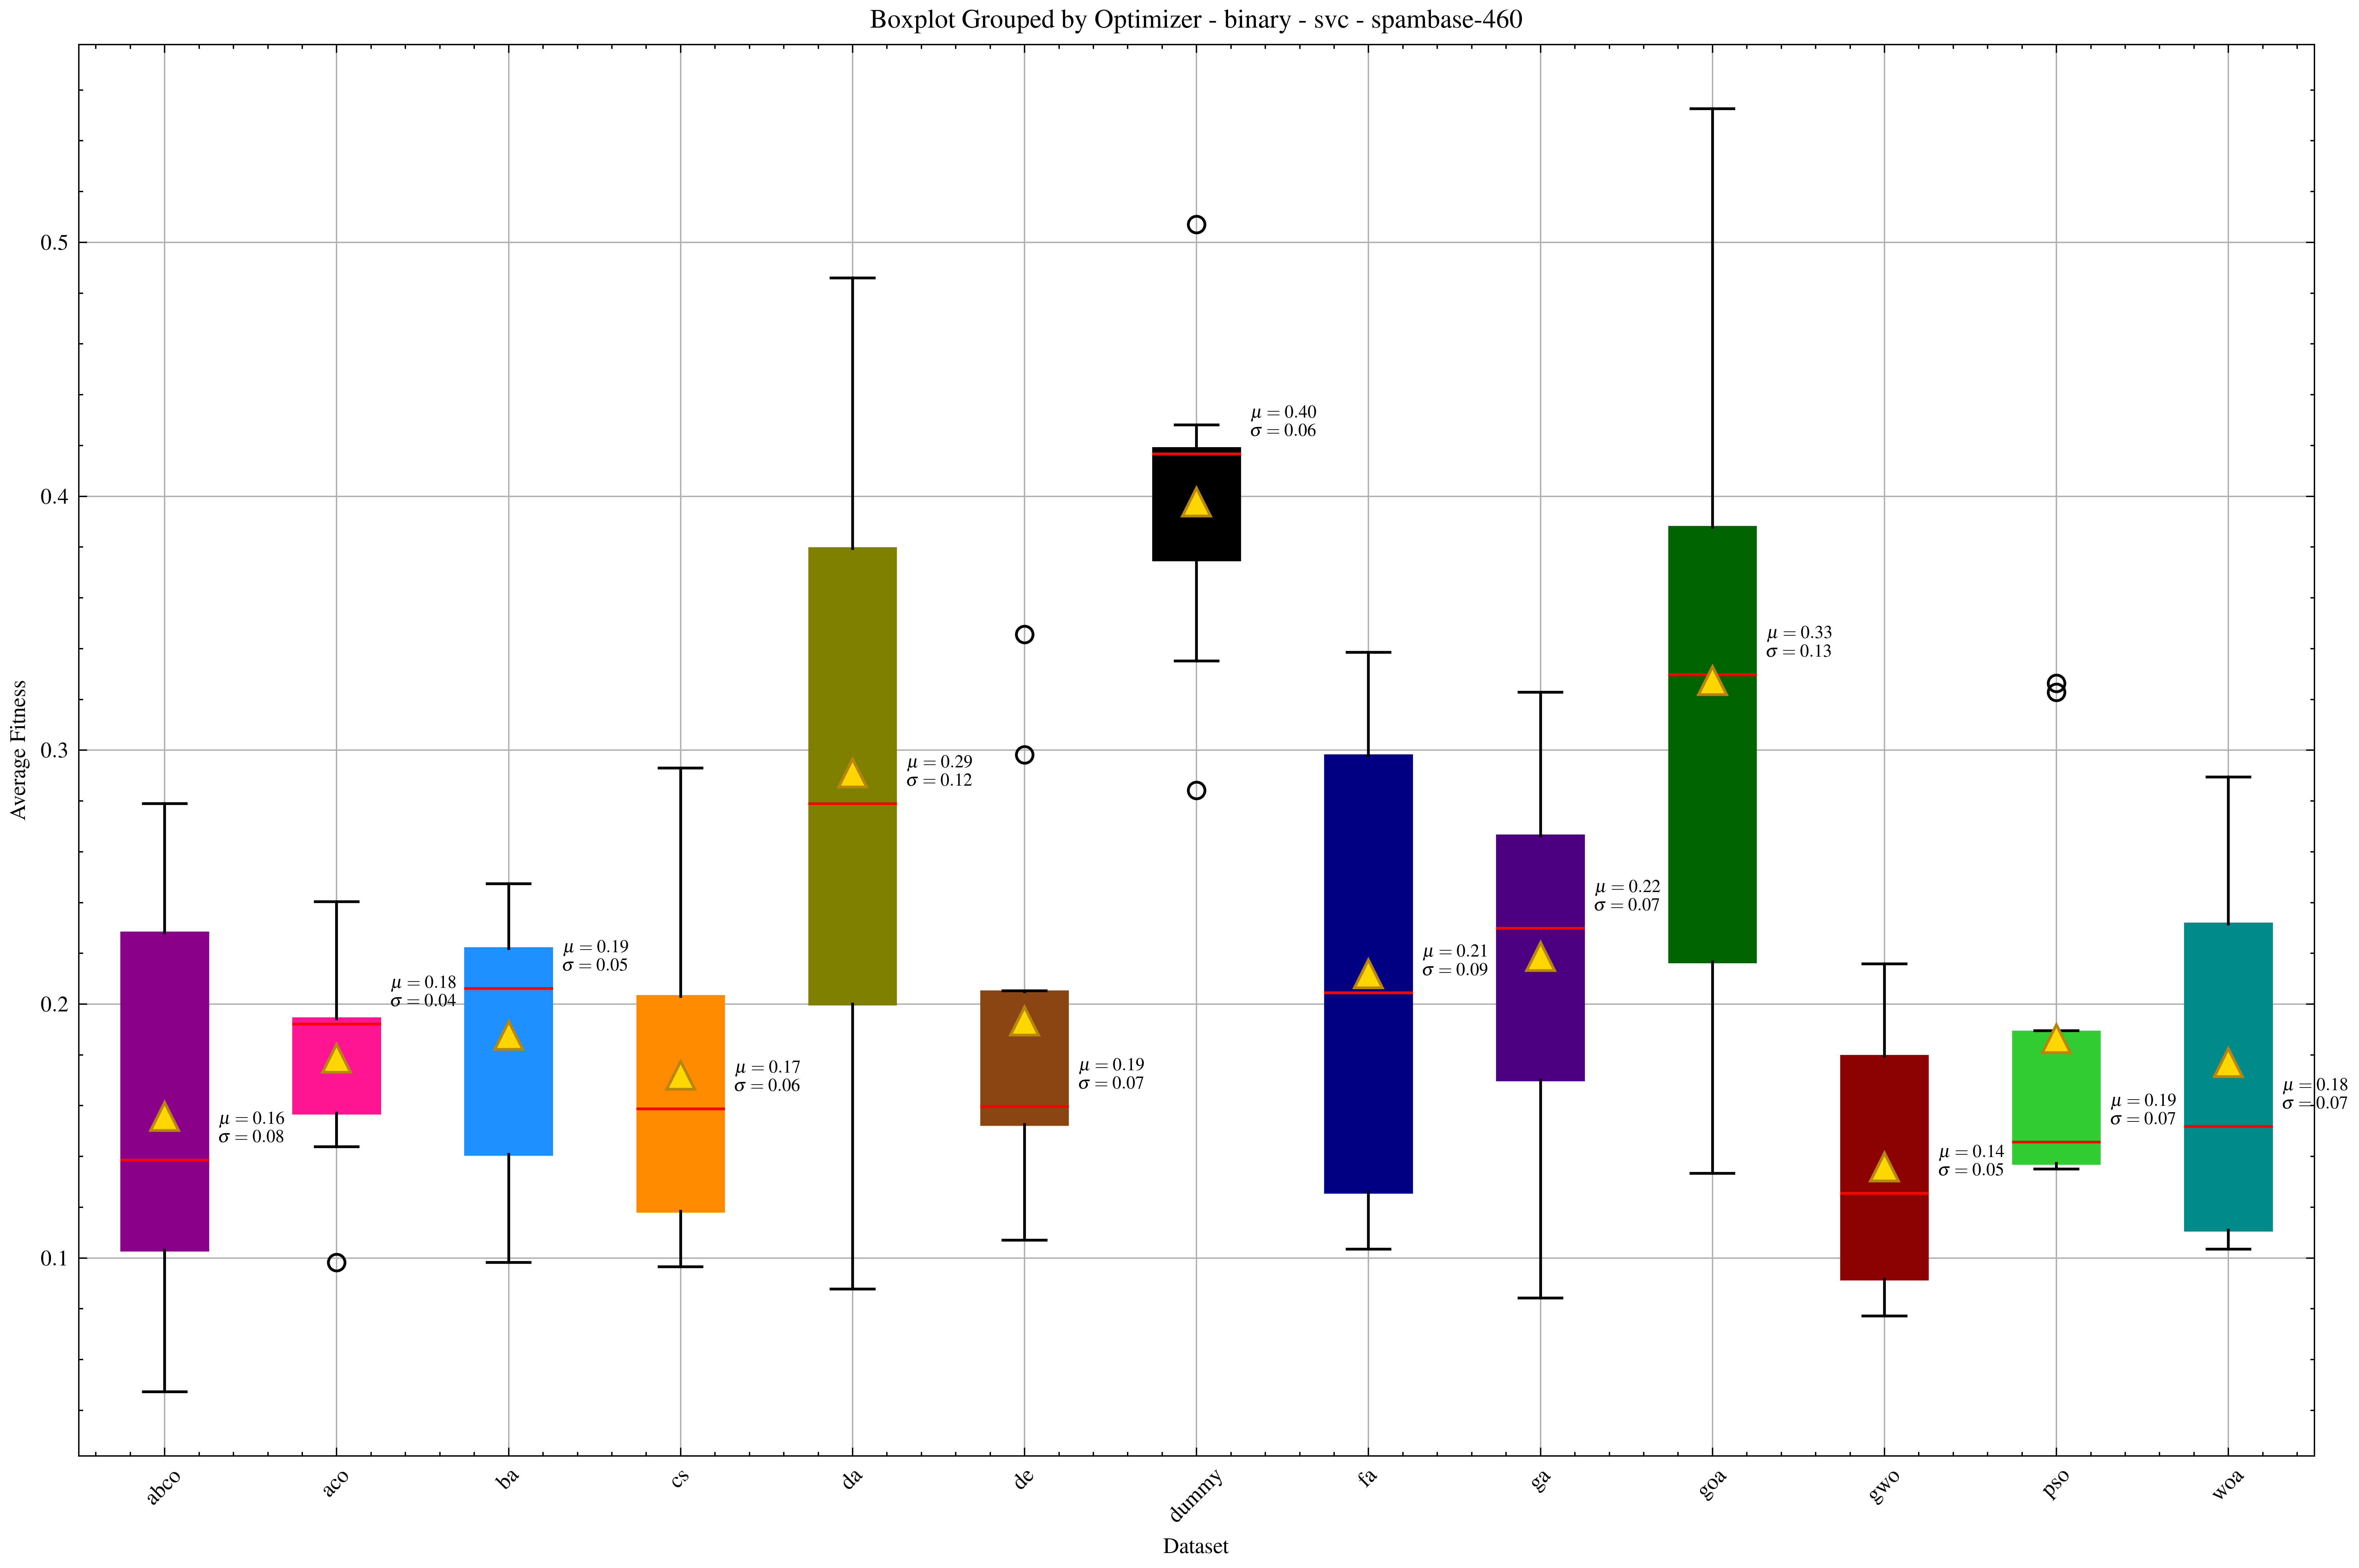 Boxplot Grouped by Optimizer - binary - svc - spambase-460
Average Fitness
0.5
0.4
0.3
0.2
0.1
μ = 0.16
σ = 0.08
μ = 0.18
σ = 0.04
μ = 0.19
σ = 0.05
μ = 0.17
σ = 0.06
μ = 0.29
σ = 0.12
μ = 0.19
σ = 0.07
μ = 0.40
σ = 0.06
μ = 0.21
σ = 0.09
μ = 0.22
σ = 0.07
μ = 0.33
σ = 0.13
μ = 0.14
σ = 0.05
μ = 0.19
σ = 0.07
μ = 0.18
σ = 0.07
abco
aco
ba
cs
da
de
dummy
fa
ga
goa
gwo
pso
woa
Dataset